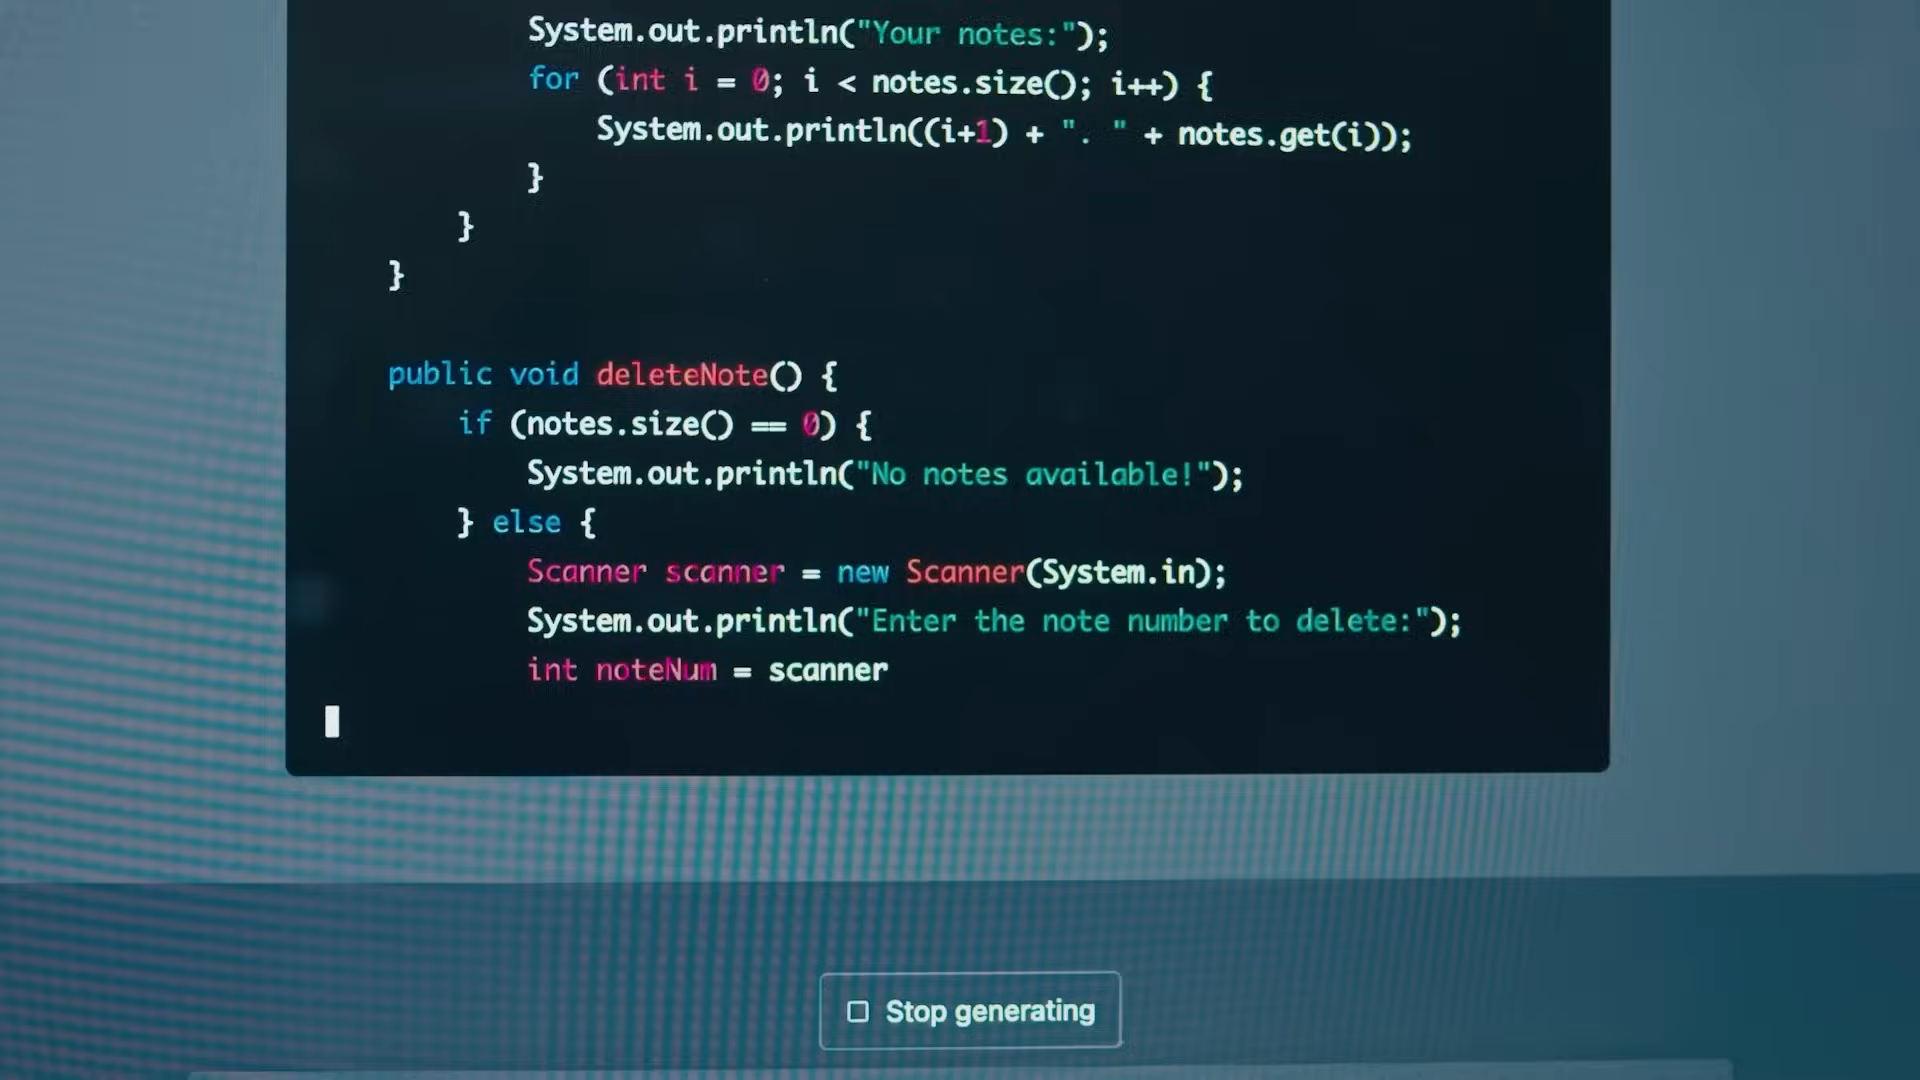 System.out.println("Your notes:");
for (int i = 0; i < notes.size(); i++) {
System.out.println((i+1) + ". " + notes.get(i));
}
}
}
public void deleteNote() {
if (notes.size() == 0) {
System.out.println("No notes available!");
} else {
Scanner scanner = new Scanner(System.in);
System.out.println("Enter the note number to delete:");
int noteNum = scanner
Stop generating